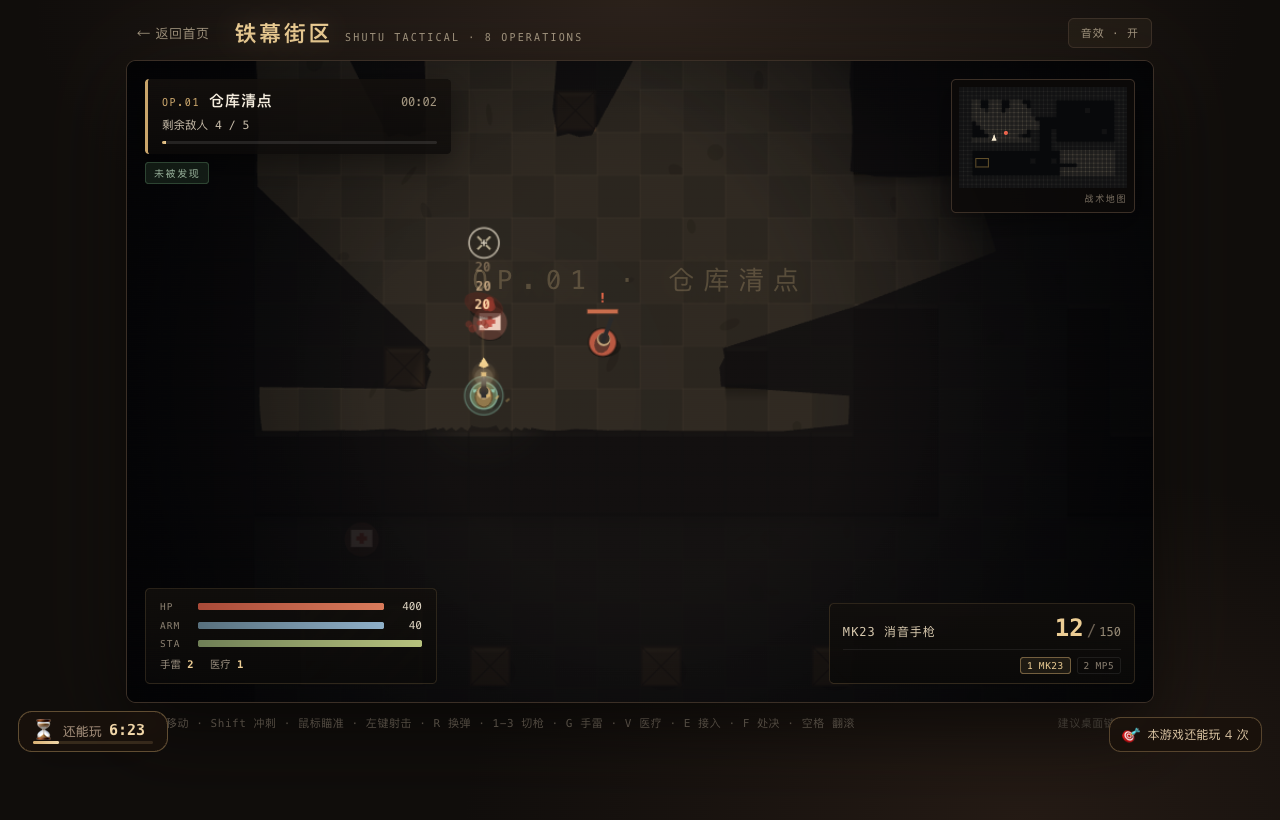 ← 返回首页
铁幕街区
SHUTU TACTICAL · 8 OPERATIONS
音效 · 开
OP.01 仓库清点
00:02
剩余敌人 4 / 5
未被发现
战术地图
OP.01 · 仓库清点
20
20
20
!
HP 400
ARM 40
STA
手雷 2 医疗 1
MK23 消音手枪
12 / 150
1 MK23
2 MP5
移动 · Shift 冲刺 · 鼠标瞄准 · 左键射击 · R 换弹 · 1–3 切枪 · G 手雷 · V 医疗 · E 接入 · F 处决 · 空格 翻滚
建议桌面
还能玩 6:23
本游戏还能玩 4 次